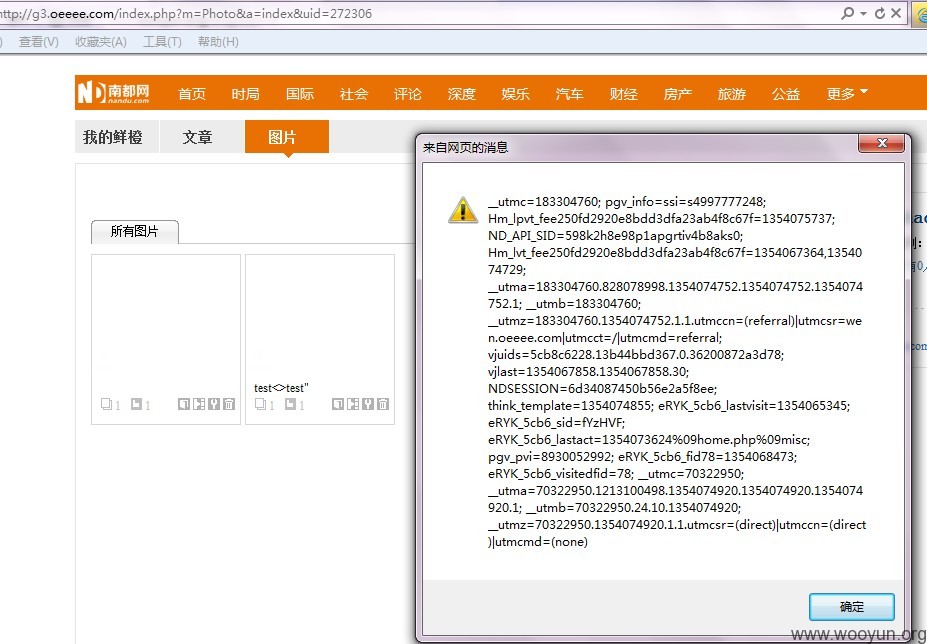 http://g3.oeeee.com/index.php?m=Photo&a=index&uid=272306
查看(V) 收藏夹(A) 工具(T) 帮助(H)
ND 南都网 nandu.com 首页 时局 国际 社会 评论 深度 娱乐 汽车 财经 房产 旅游 公益 更多
我的鲜橙 文章 图片
所有图片
1 1
test<>test"
1 1
来自网页的消息
__utmc=183304760; pgv_info=ssi=s4997777248;
Hm_lpvt_fee250fd2920e8bdd3dfa23ab4f8c67f=1354075737;
ND_API_SID=598k2h8e98p1apgrtiv4b8aks0;
Hm_lvt_fee250fd2920e8bdd3dfa23ab4f8c67f=1354067364,13540
74729;
__utma=183304760.828078998.1354074752.1354074752.1354074
752.1; __utmb=183304760;
__utmz=183304760.1354074752.1.1.utmccn=(referral)|utmcsr=we
n.oeeee.com|utmcct=/|utmcmd=referral;
vjuids=5cb8c6228.13b44bbd367.0.36200872a3d78;
vjlast=1354067858.1354067858.30;
NDSESSION=6d34087450b56e2a5f8ee;
think_template=1354074855; eRYK_5cb6_lastvisit=1354065345;
eRYK_5cb6_sid=fYzHVF;
eRYK_5cb6_lastact=1354073624%09home.php%09misc;
pgv_pvi=8930052992; eRYK_5cb6_fid78=1354068473;
eRYK_5cb6_visitedfid=78; __utmc=70322950;
__utma=70322950.1213100498.1354074920.1354074920.1354074
920.1; __utmb=70322950.24.10.1354074920;
__utmz=70322950.1354074920.1.1.utmcsr=(direct)|utmccn=(direct
)|utmcmd=(none)
确定
www.wooyun.org